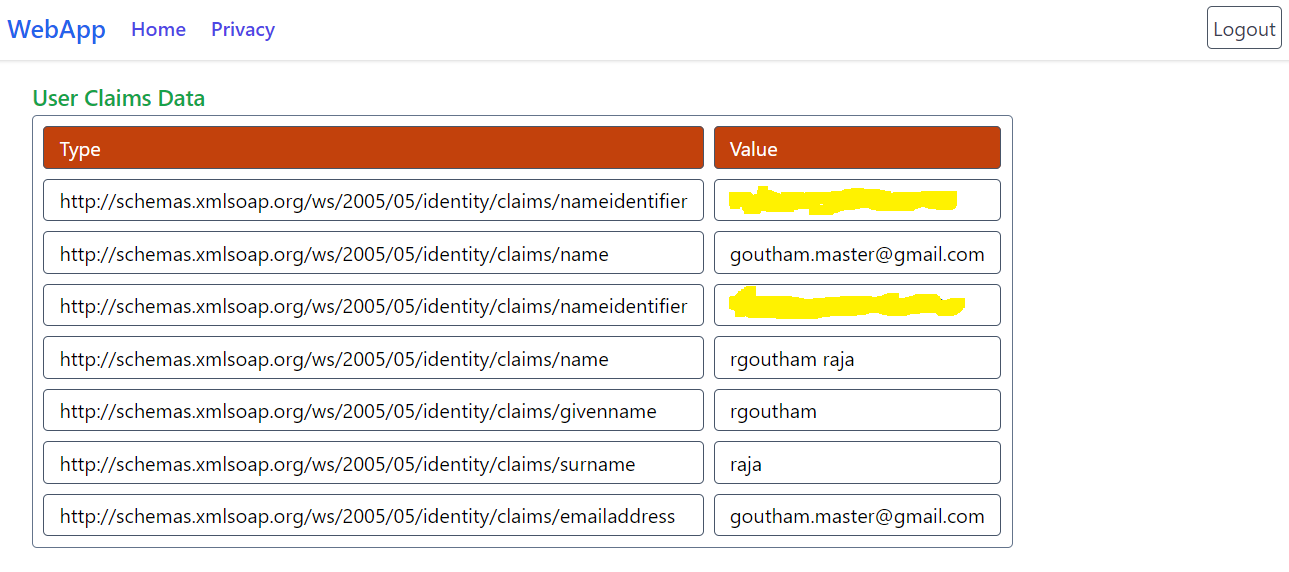 WebApp Home Privacy Logout
User Claims Data
Type Value
http://schemas.xmlsoap.org/ws/2005/05/identity/claims/nameidentifier
http://schemas.xmlsoap.org/ws/2005/05/identity/claims/name goutham.master@gmail.com
http://schemas.xmlsoap.org/ws/2005/05/identity/claims/nameidentifier
http://schemas.xmlsoap.org/ws/2005/05/identity/claims/name rgoutham raja
http://schemas.xmlsoap.org/ws/2005/05/identity/claims/givenname rgoutham
http://schemas.xmlsoap.org/ws/2005/05/identity/claims/surname raja
http://schemas.xmlsoap.org/ws/2005/05/identity/claims/emailaddress goutham.master@gmail.com